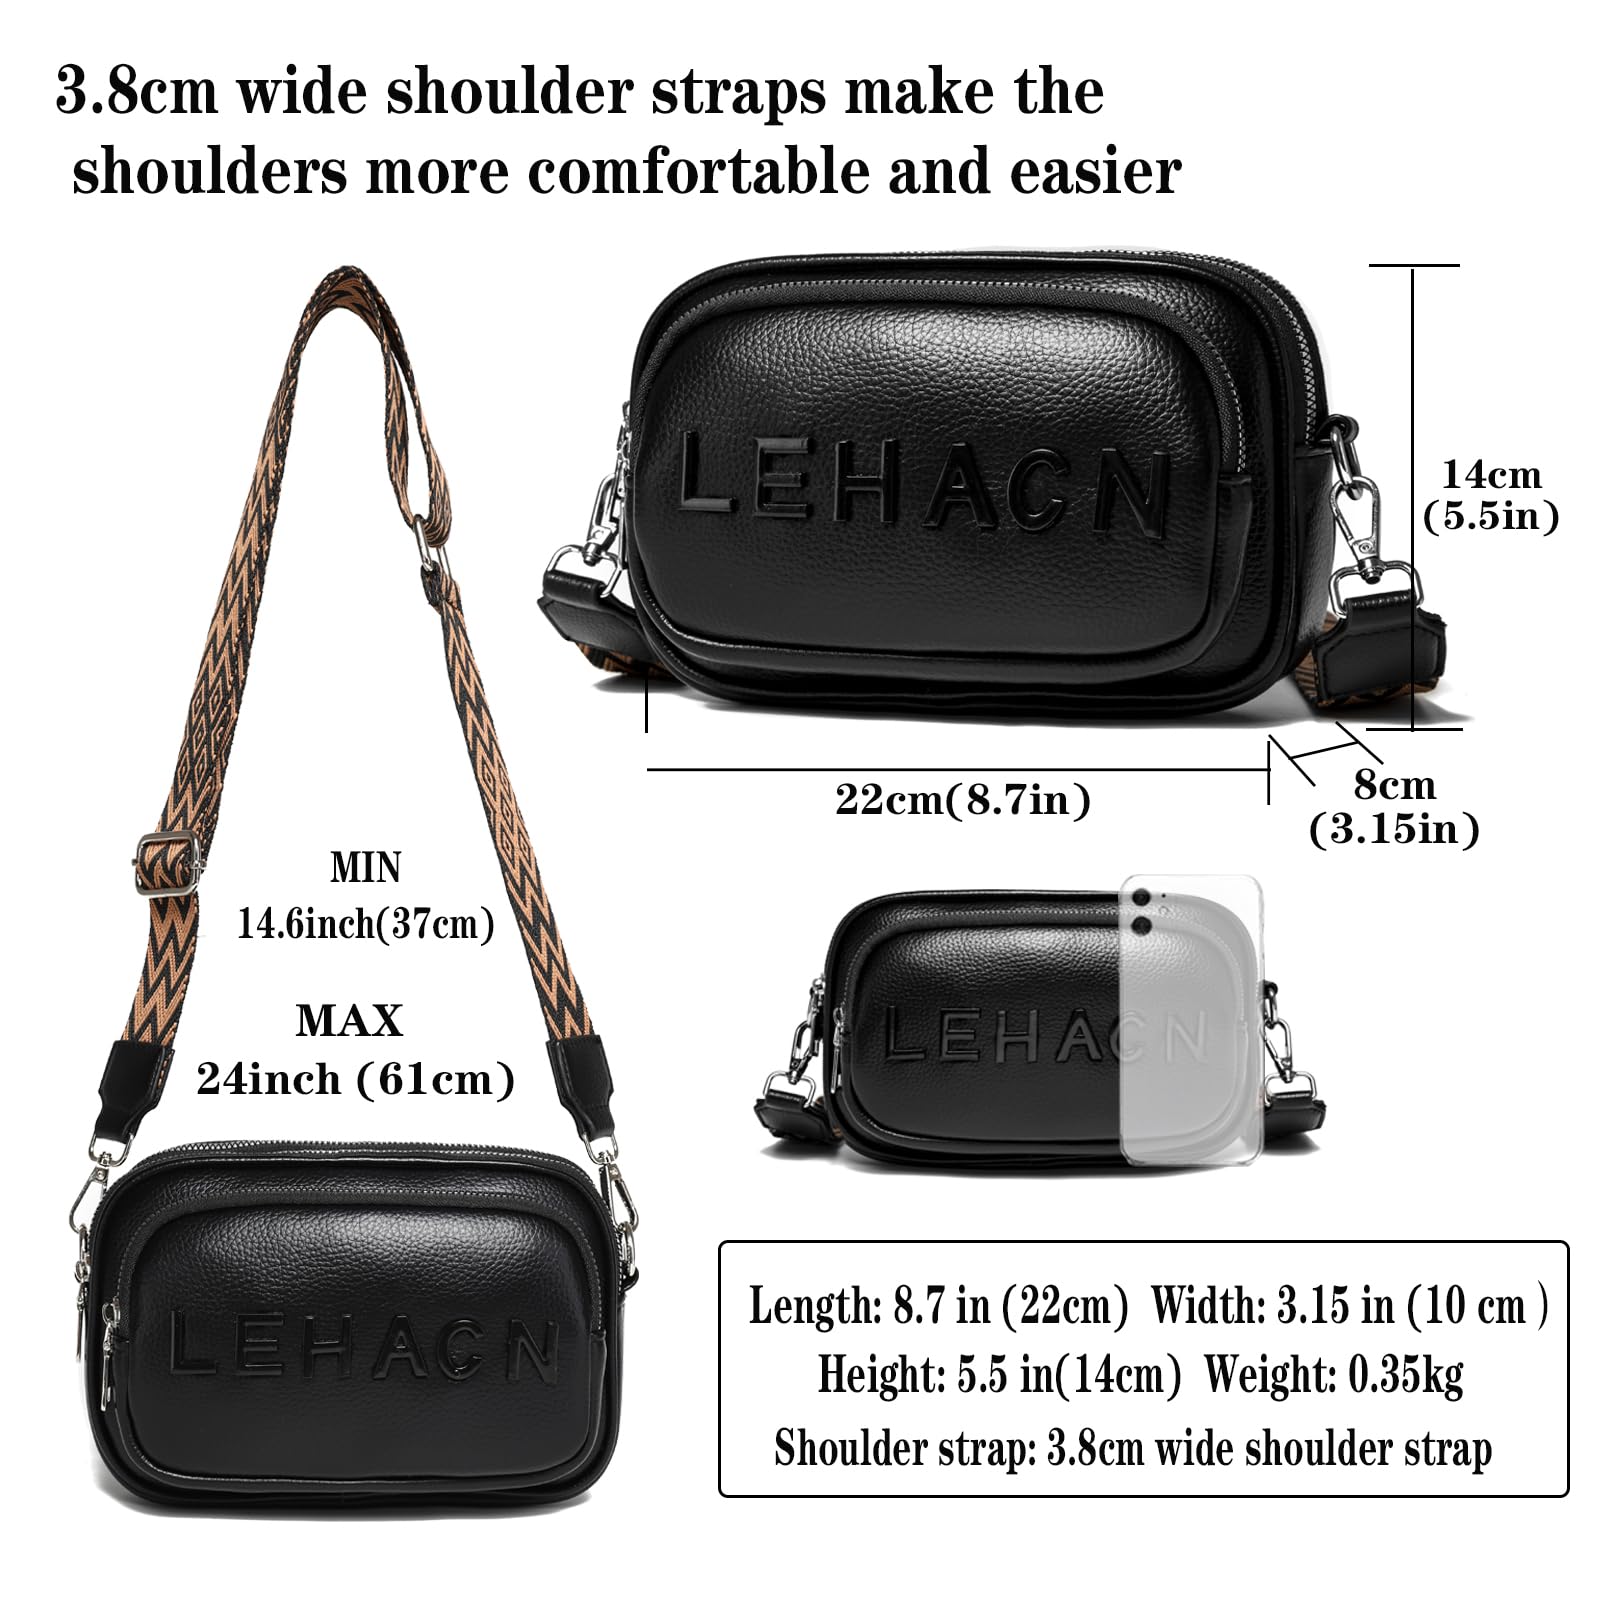 3.8cm wide shoulder straps make the
shoulders more comfortable and easier
LEHACN
14cm
(5.5in)
22cm(8.7in)
8cm
(3.15in)
MIN
14.6inch(37cm)
MAX
24inch (61cm)
LEHACN
LEHACN
Length: 8.7 in (22cm) Width: 3.15 in (10 cm )
Height: 5.5 in(14cm) Weight: 0.35kg
Shoulder strap: 3.8cm wide shoulder strap